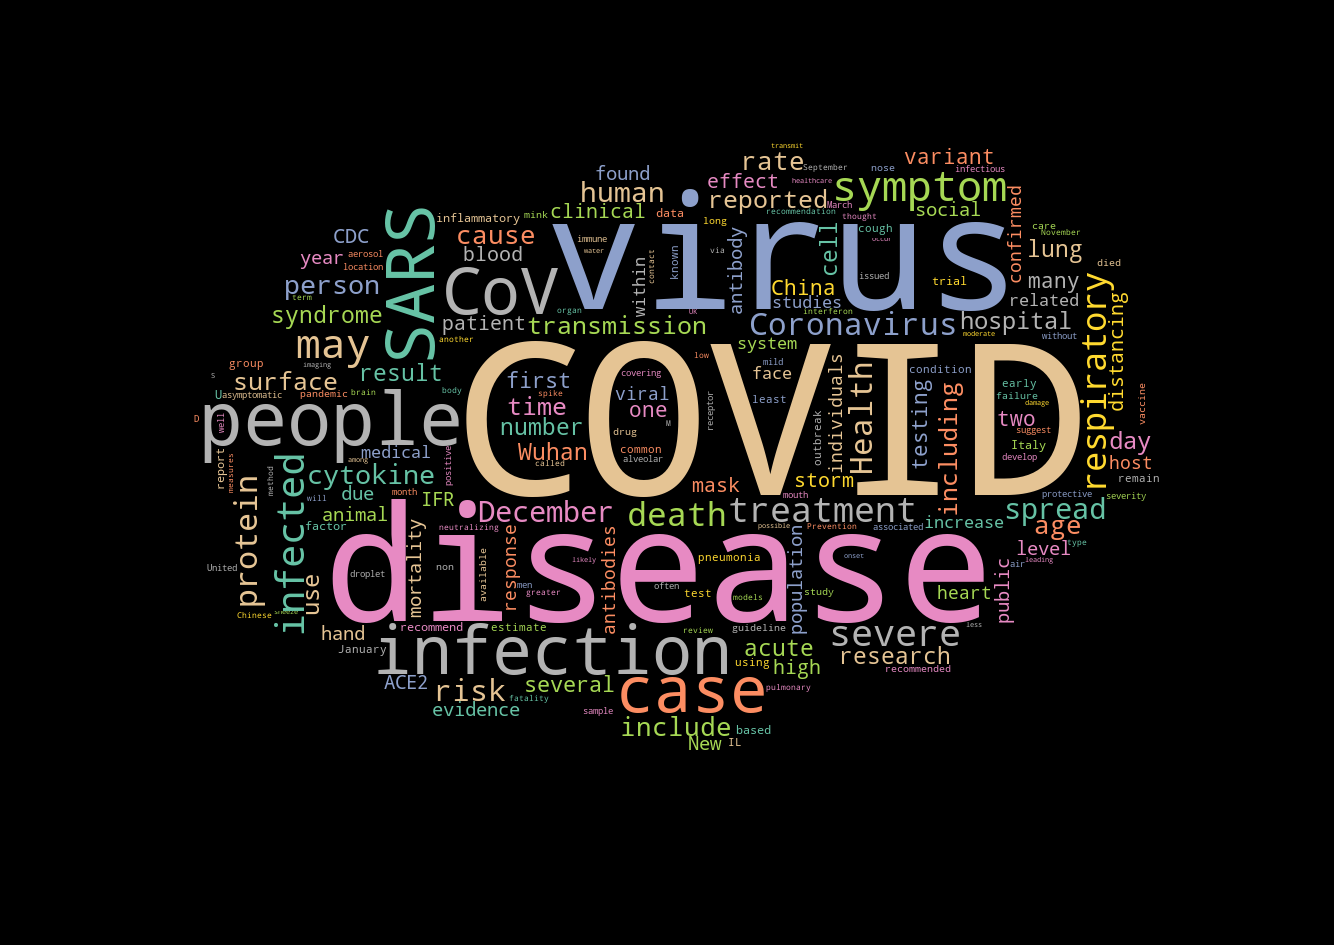 transmit
rate
September
variant
infectious
found
effect
healthcare
nose
symptom
human
reported
March
social
care
November
inflammatory
mink
clinical
data
recommendation
thought
long
virus
cough
occur
confirmed
CDC
SARS
cause
immune
water
antibody
via
cell
lung
died
year
aerosol
location
blood
known
contact
within
issued
trial
many
person
term
CoV
China
studies
related
syndrome
organ
UK
interferon
patient
transmission
Coronavirus
hospital
without
respiratory
distancing
may
another
system
moderate
group
imaging
result
low
mild
face
condition
s
surface
COVID
first
covering
viral
individuals
Health
testing
including
early
failure
vaccine
U
asymptomatic
pandemic
brain
body
spike
receptor
least
damage
D
people
well
time
one
M
outbreak
two
number
drug
suggest
day
medical
Wuhan
common
Italy
report
measures
infected
among
positive
called
alveolar
develop
host
method
cytokine
storm
remain
mask
mouth
protective
severity
protein
will
due
month
IFR
December
death
treatment
spread
animal
disease
possible
Prevention
associated
increase
age
factor
mortality
neutralizing
response
antibodies
population
type
level
United
droplet
non
available
likely
pneumonia
onset
air
leading
use
men
greater
often
test
models
study
heart
public
Chinese
sneeze
hand
recommend
estimate
review
guideline
severe
less
January
infection
acute
research
using
high
recommended
ACE2
risk
several
case
pulmonary
fatality
evidence
sample
include
based
New
IL